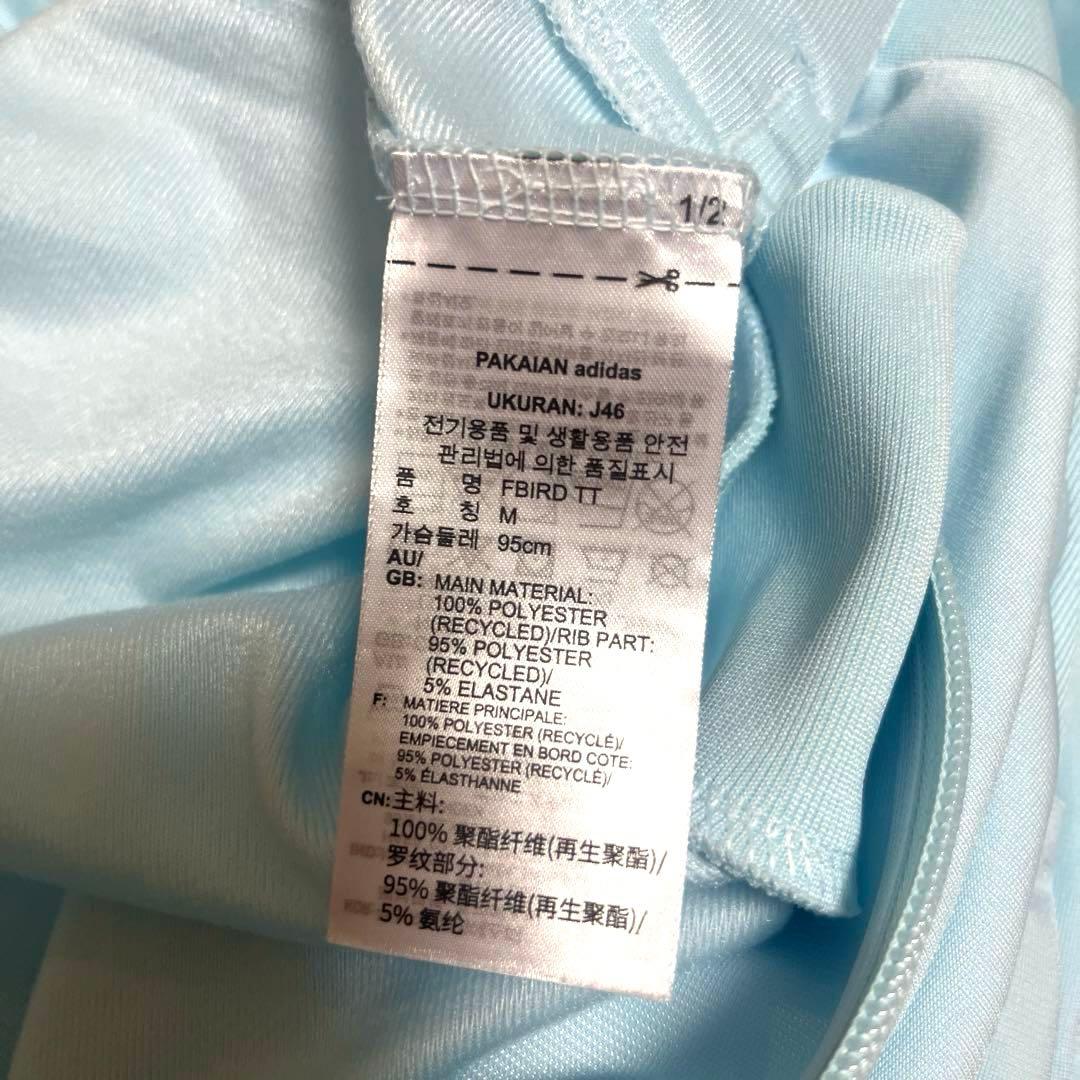 1/2
PAKAIAN adidas
UKURAN: J46
전기용품 및 생활용품 안전
관리법에 의한 품질표시
품 명 FBIRD TT
호 칭 M
가슴둘레 95cm
AU/
GB: MAIN MATERIAL:
100% POLYESTER
(RECYCLED)/RIB PART:
95% POLYESTER
(RECYCLED)/
5% ELASTANE
F: MATIERE PRINCIPALE:
100% POLYESTER (RECYCLÉ)/
EMPIECEMENT EN BORD COTE:
95% POLYESTER (RECYCLÉ)/
5% ÉLASTHANNE
CN: 主料:
100% 聚酯纤维(再生聚酯)/
罗纹部分:
95% 聚酯纤维(再生聚酯)/
5% 氨纶